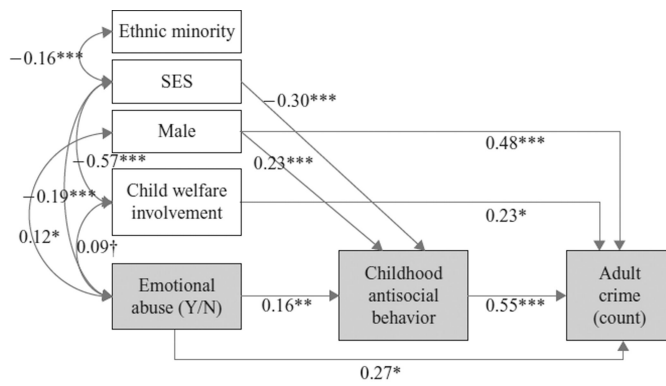 Ethnic minority
−0.16***
SES
−0.30***
Male
0.48***
0.23***
−0.57***
Child welfare
involvement
−0.19***
0.23*
0.12*
0.09†
Emotional
abuse (Y/N)
0.16**
Childhood
antisocial
behavior
0.55***
Adult
crime
(count)
0.27*